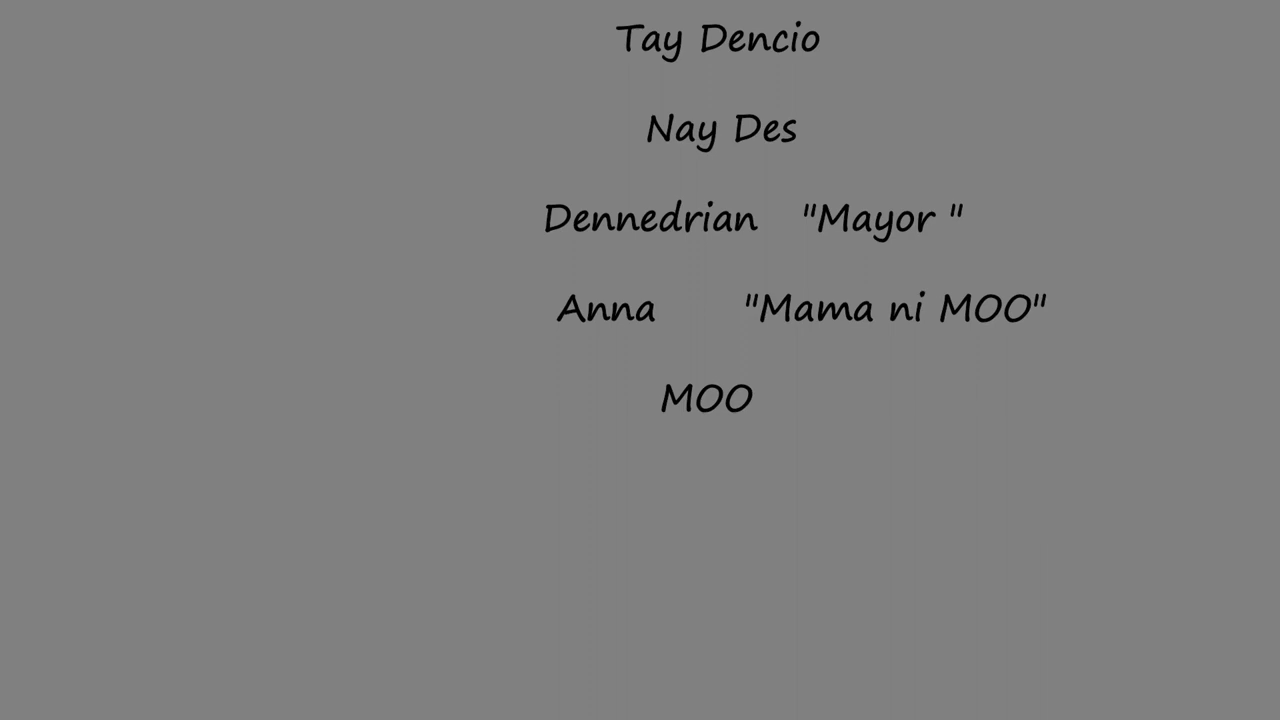 Tay Dencio
Nay Des
Dennedrian "Mayor "
Anna "Mama ni MOO"
MOO